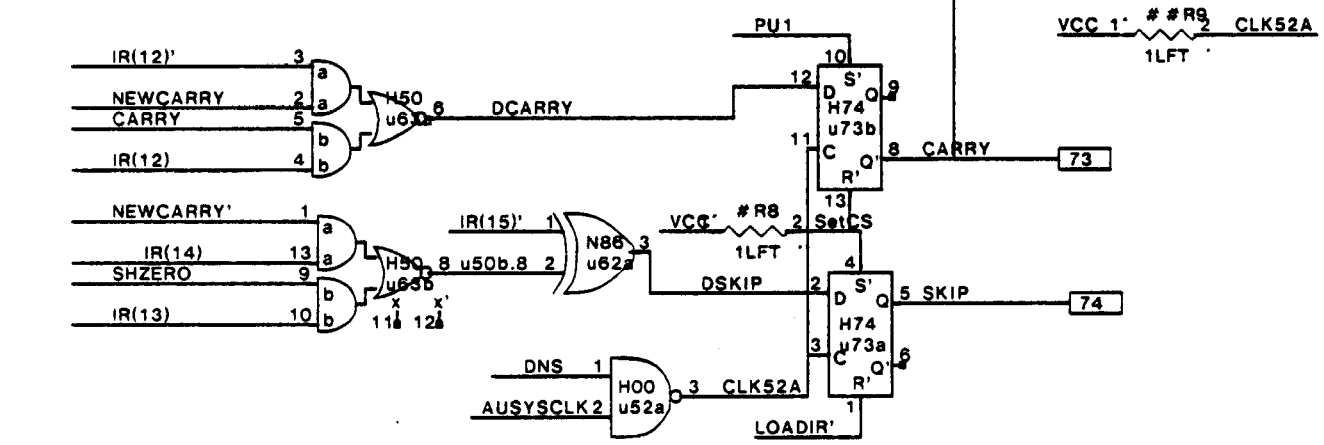 PU1
VCC 1' ##R9 2 CLK52A
1LFT
IR(12)' 3 a
NEWCARRY 2 a
CARRY 5 b
IR(12) 4 b
H50
6 DCARRY
10
12 D S' Q 9
H74
u73b
11 C Q' 8 CARRY 73
R'
13
NEWCARRY' 1 a
IR(14) 13 a
SHZERO 9 b
IR(13) 10 b
H50
u63b
8 u50b.8
x x'
11 12
IR(15)' 1
2
N86
u62a
3
VCC #R8 2 SetCS
1LFT
DSKIP
4
2 D S' Q 5 SKIP 74
H74
u73a
3 C Q' 6
R'
1
DNS 1
AUSYSCLK 2
H00
u52a
3 CLK52A
LOADIR'